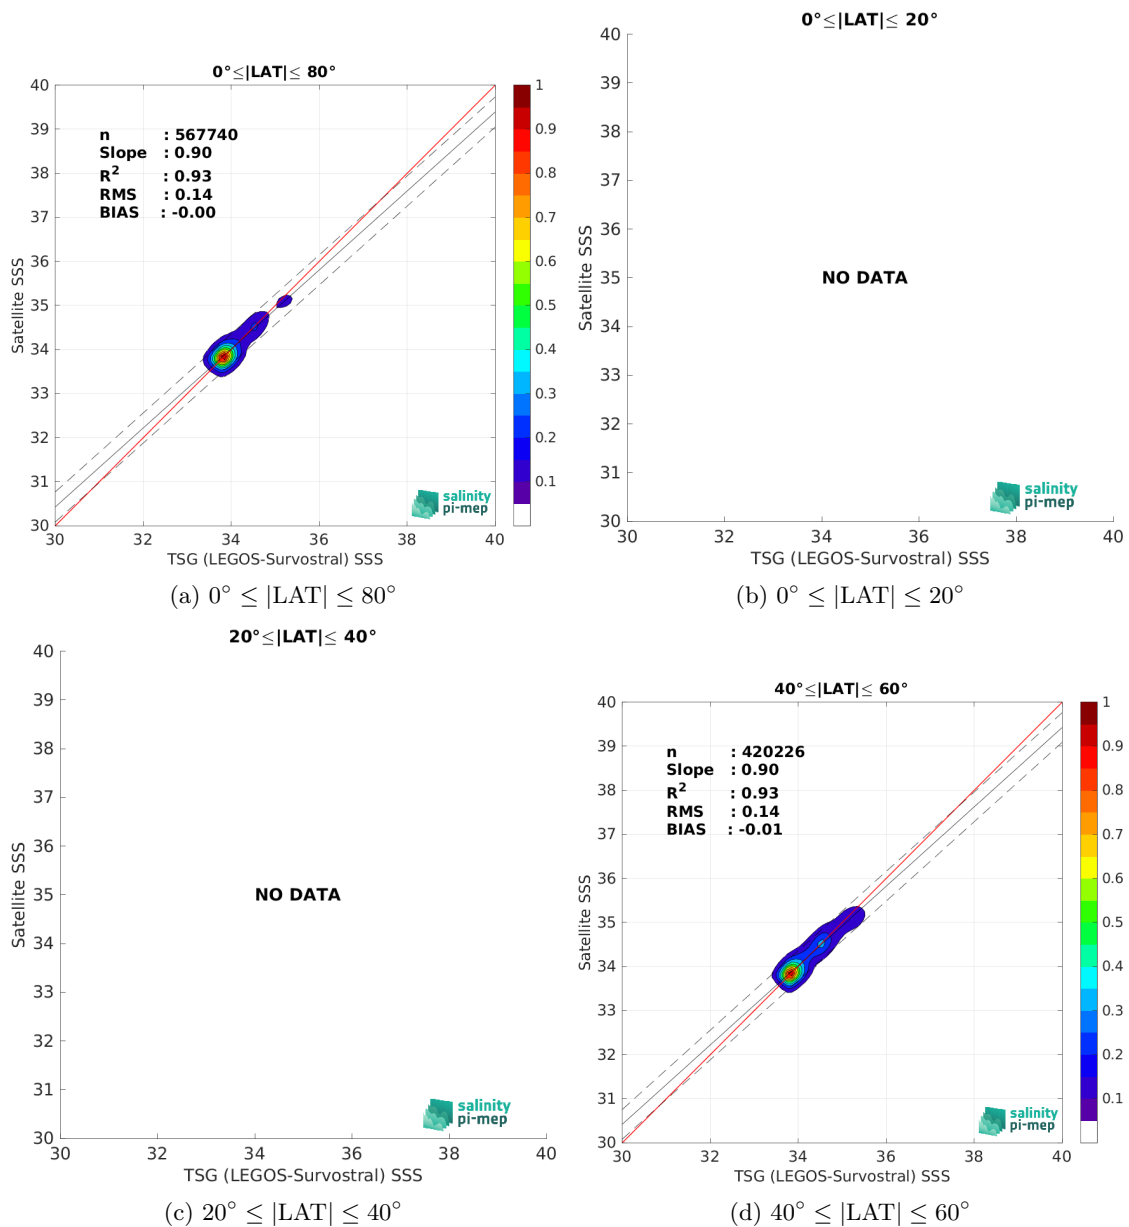 0°≤|LAT|≤ 80°
n : 567740
Slope : 0.90
R² : 0.93
RMS : 0.14
BIAS : -0.00
40
39
38
37
36
35
34
33
32
31
30
30 32 34 36 38 40
Satellite SSS
TSG (LEGOS-Survostral) SSS
1
0.9
0.8
0.7
0.6
0.5
0.4
0.3
0.2
0.1
salinity
pi-mep
(a) 0° ≤ |LAT| ≤ 80°
0°≤|LAT|≤ 20°
40
39
38
37
36
35
34
33
32
31
30
30 32 34 36 38 40
Satellite SSS
NO DATA
TSG (LEGOS-Survostral) SSS
salinity
pi-mep
(b) 0° ≤ |LAT| ≤ 20°
20°≤|LAT|≤ 40°
40
39
38
37
36
35
34
33
32
31
30
30 32 34 36 38 40
Satellite SSS
NO DATA
TSG (LEGOS-Survostral) SSS
salinity
pi-mep
(c) 20° ≤ |LAT| ≤ 40°
40°≤|LAT|≤ 60°
n : 420226
Slope : 0.90
R² : 0.93
RMS : 0.14
BIAS : -0.01
40
39
38
37
36
35
34
33
32
31
30
30 32 34 36 38 40
Satellite SSS
TSG (LEGOS-Survostral) SSS
1
0.9
0.8
0.7
0.6
0.5
0.4
0.3
0.2
0.1
salinity
pi-mep
(d) 40° ≤ |LAT| ≤ 60°